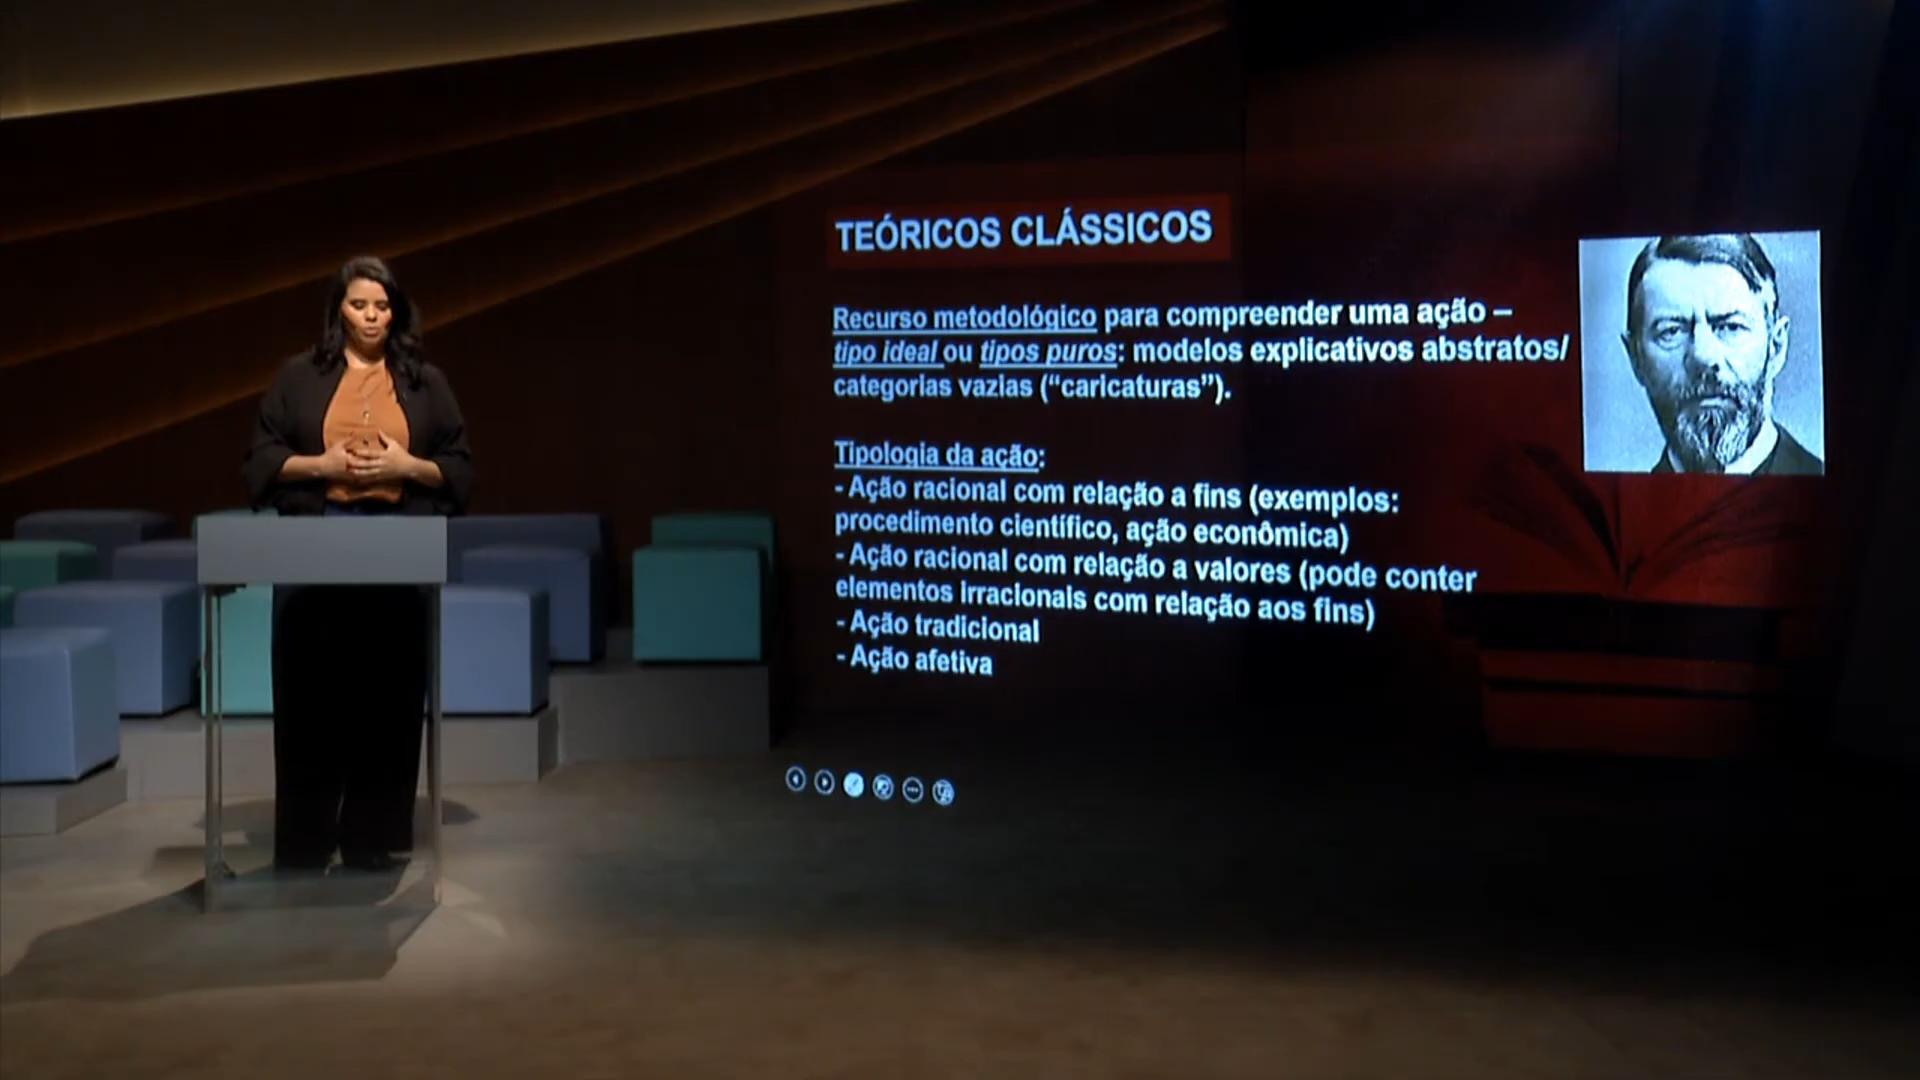 TEÓRICOS CLÁSSICOS
Recurso metodológico para compreender uma ação –
tipo ideal ou tipos puros: modelos explicativos abstratos/
categorias vazias (“caricaturas”).
Tipologia da ação:
- Ação racional com relação a fins (exemplos:
procedimento científico, ação econômica)
- Ação racional com relação a valores (pode conter
elementos irracionais com relação aos fins)
- Ação tradicional
- Ação afetiva